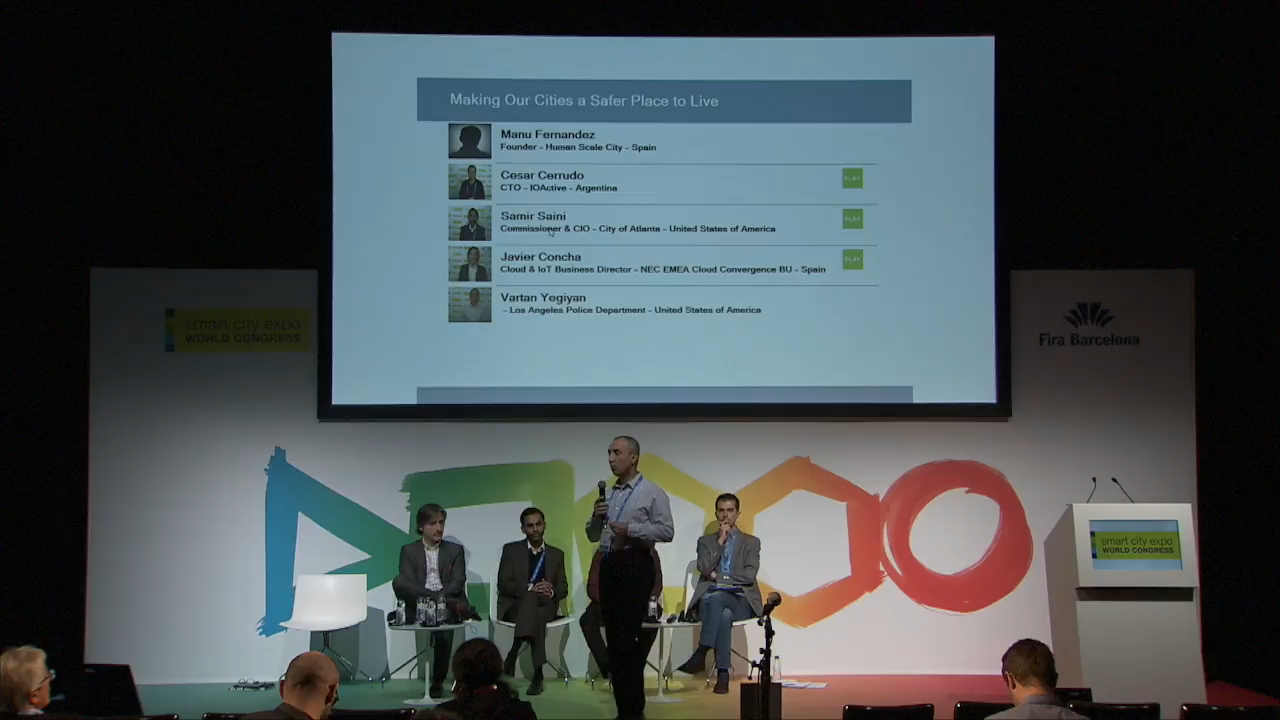 Making Our Cities a Safer Place to Live
Manu Fernandez
Founder - Human Scale City - Spain
Cesar Cerrudo
CTO - IOActive - Argentina
PLAY
Samir Saini
Commissioner & CIO - City of Atlanta - United States of America
PLAY
Javier Concha
Cloud & IoT Business Director - NEC EMEA Cloud Convergence BU - Spain
PLAY
Vartan Yegiyan
- Los Angeles Police Department - United States of America
smart city expo
WORLD CONGRESS
Fira Barcelona
smart city expo
WORLD CONGRESS